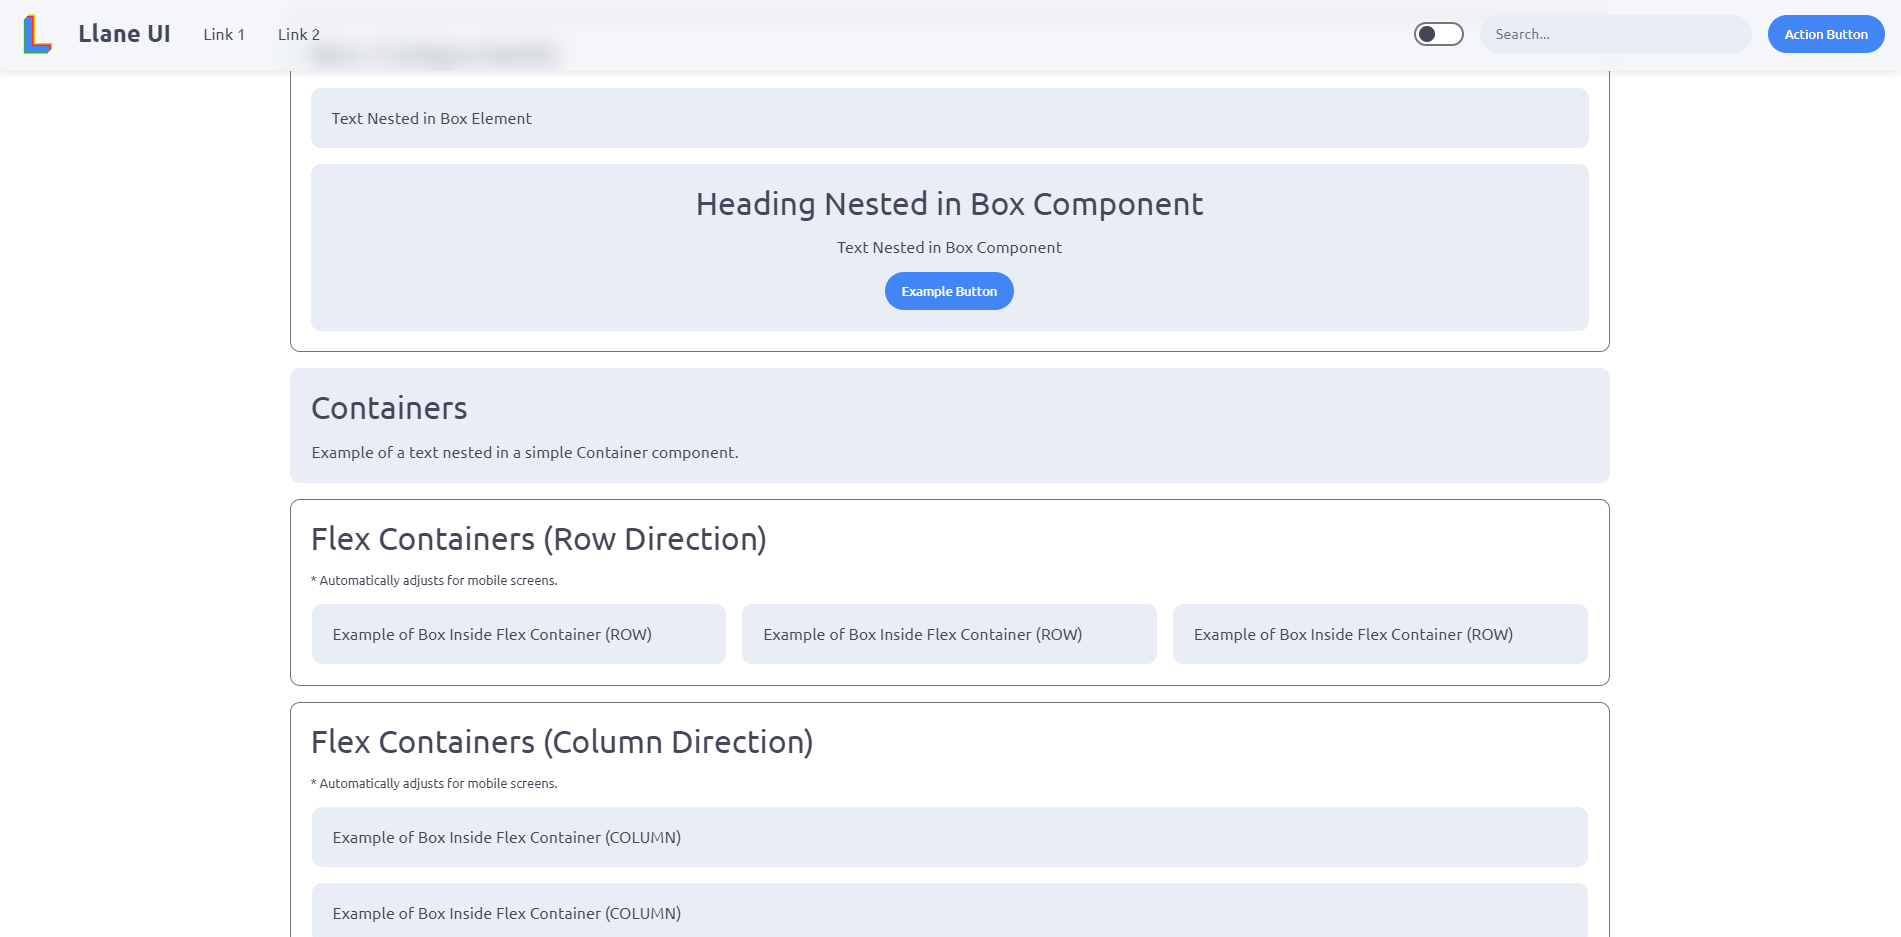 Llane UI Link 1 Link 2 Search... Action Button
Text Nested in Box Element
Heading Nested in Box Component
Text Nested in Box Component
Example Button
Containers
Example of a text nested in a simple Container component.
Flex Containers (Row Direction)
* Automatically adjusts for mobile screens.
Example of Box Inside Flex Container (ROW) Example of Box Inside Flex Container (ROW) Example of Box Inside Flex Container (ROW)
Flex Containers (Column Direction)
* Automatically adjusts for mobile screens.
Example of Box Inside Flex Container (COLUMN)
Example of Box Inside Flex Container (COLUMN)